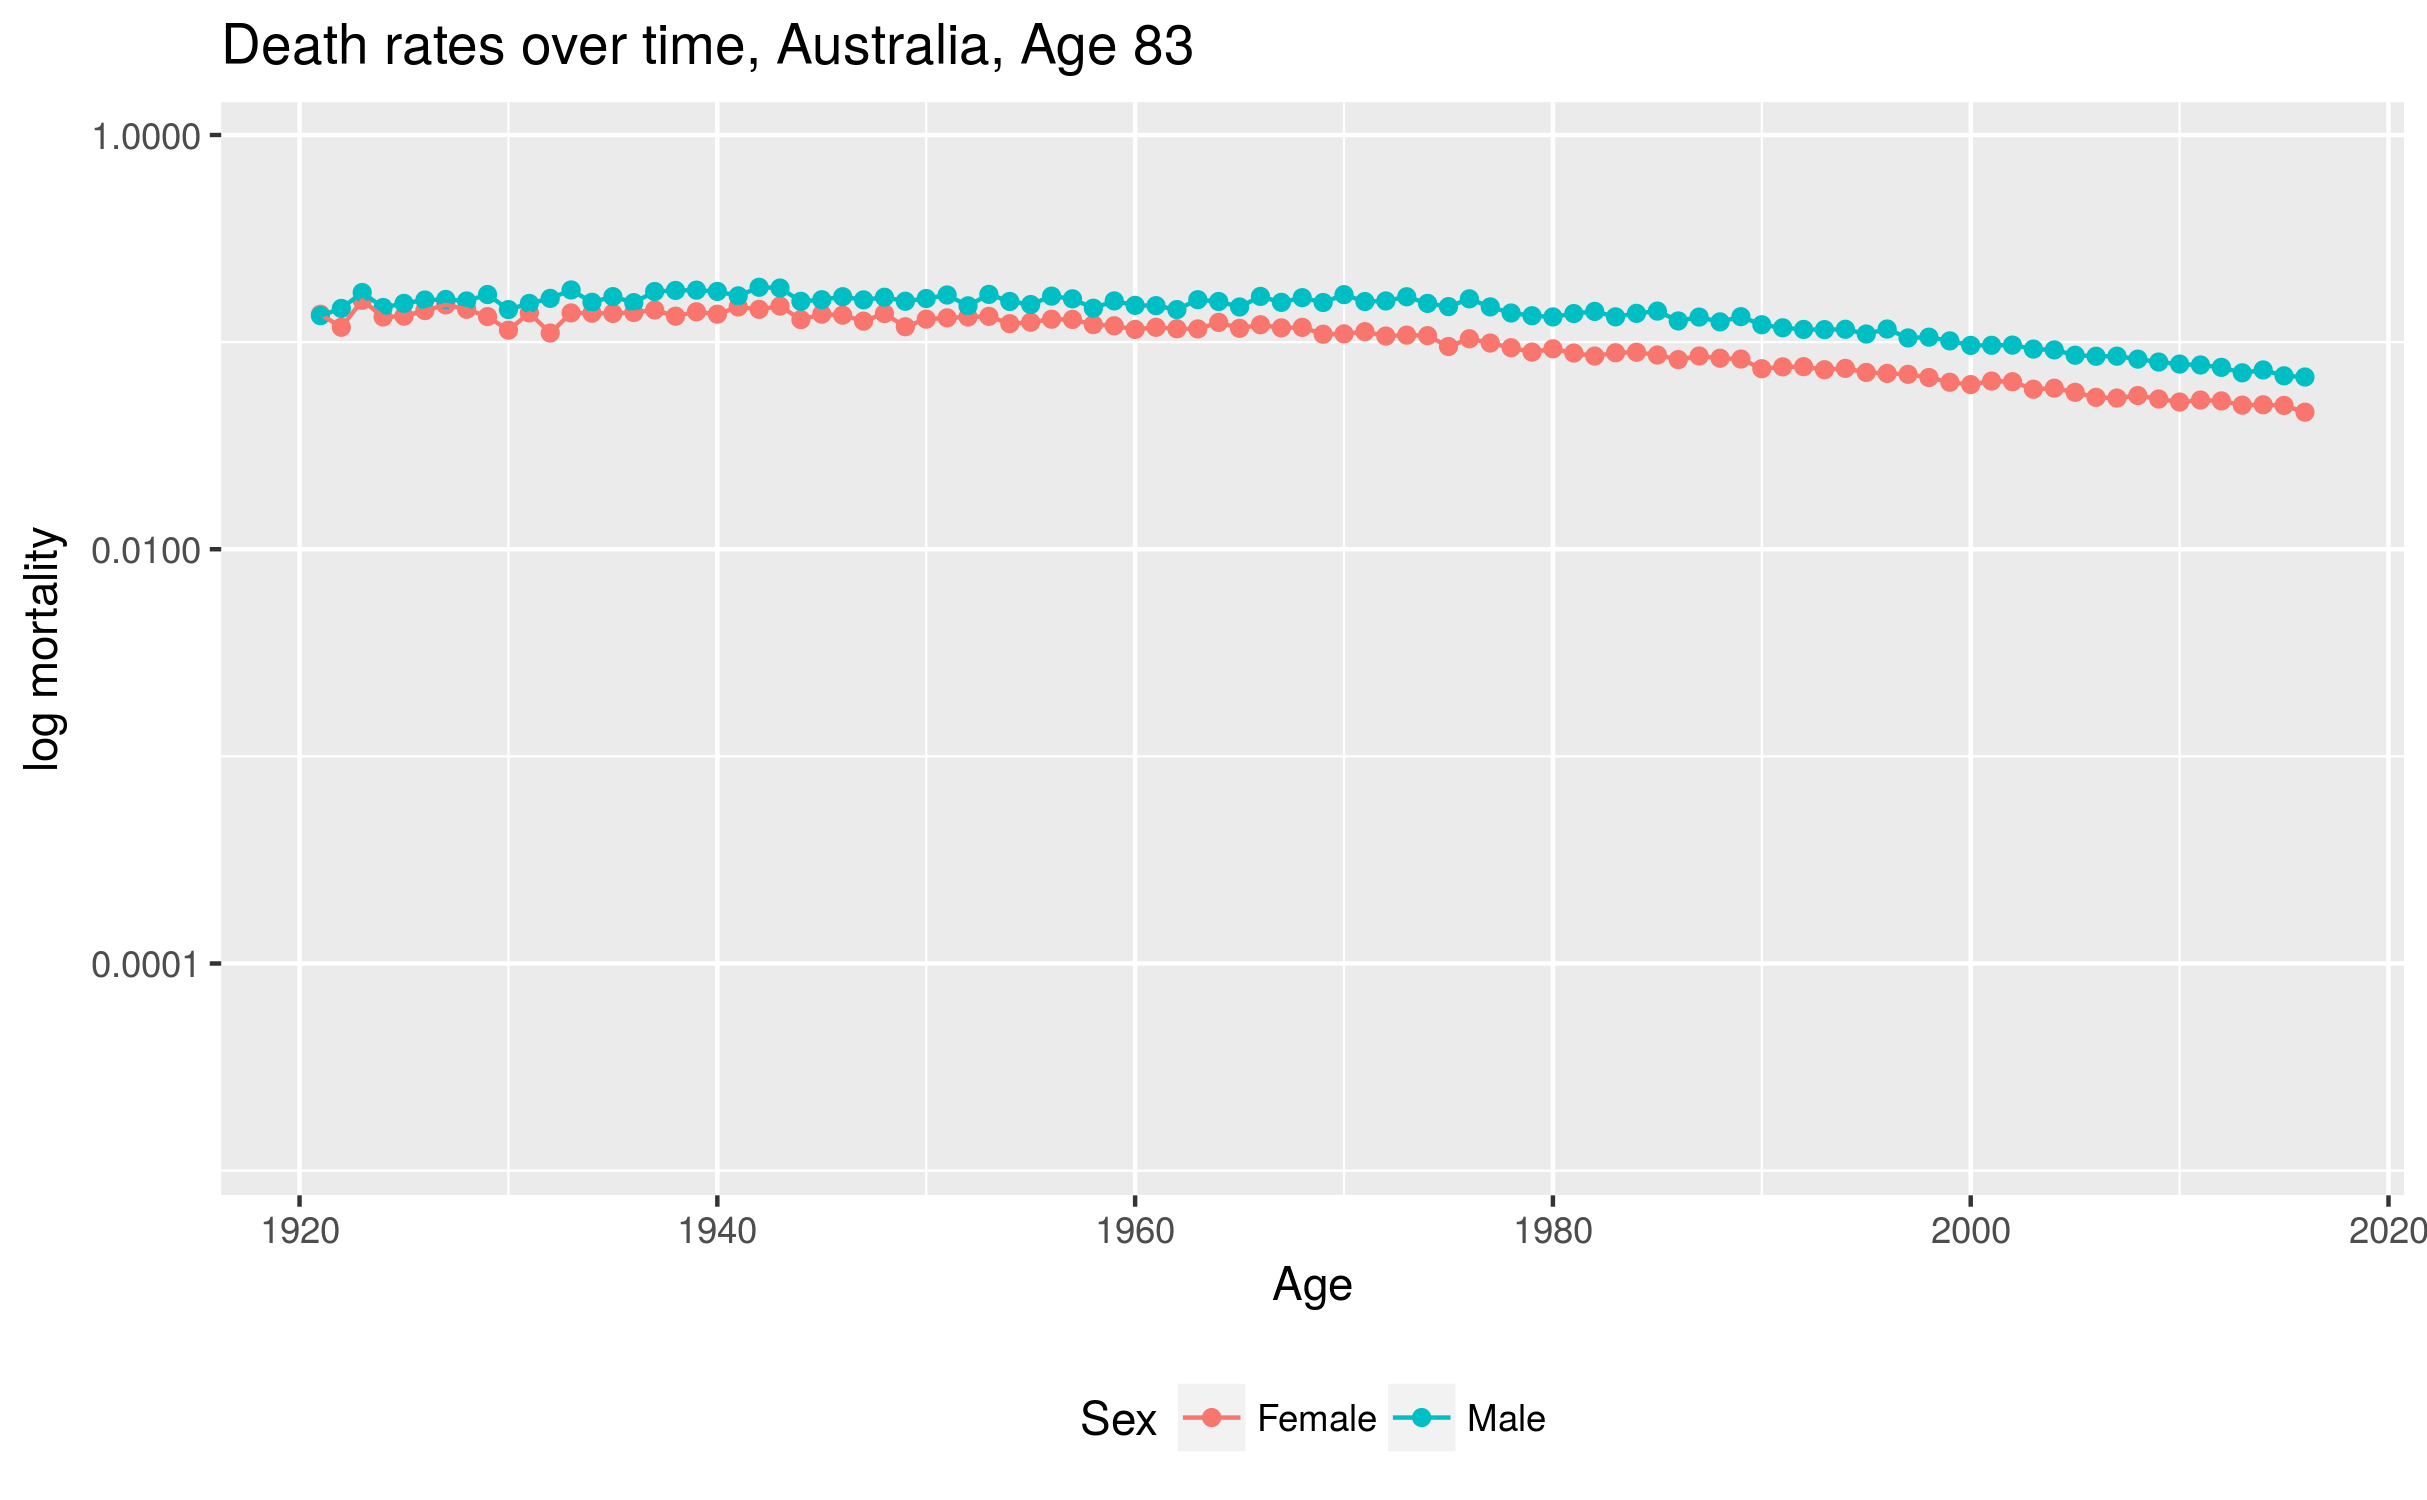 Death rates over time, Australia, Age 83
1.0000
0.0100
0.0001
log mortality
1920 1940 1960 1980 2000 2020
Age
Sex Female Male